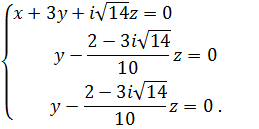 x + 3y + i√14z = 0
y − (2 − 3i√14)/10 z = 0
y − (2 − 3i√14)/10 z = 0 .